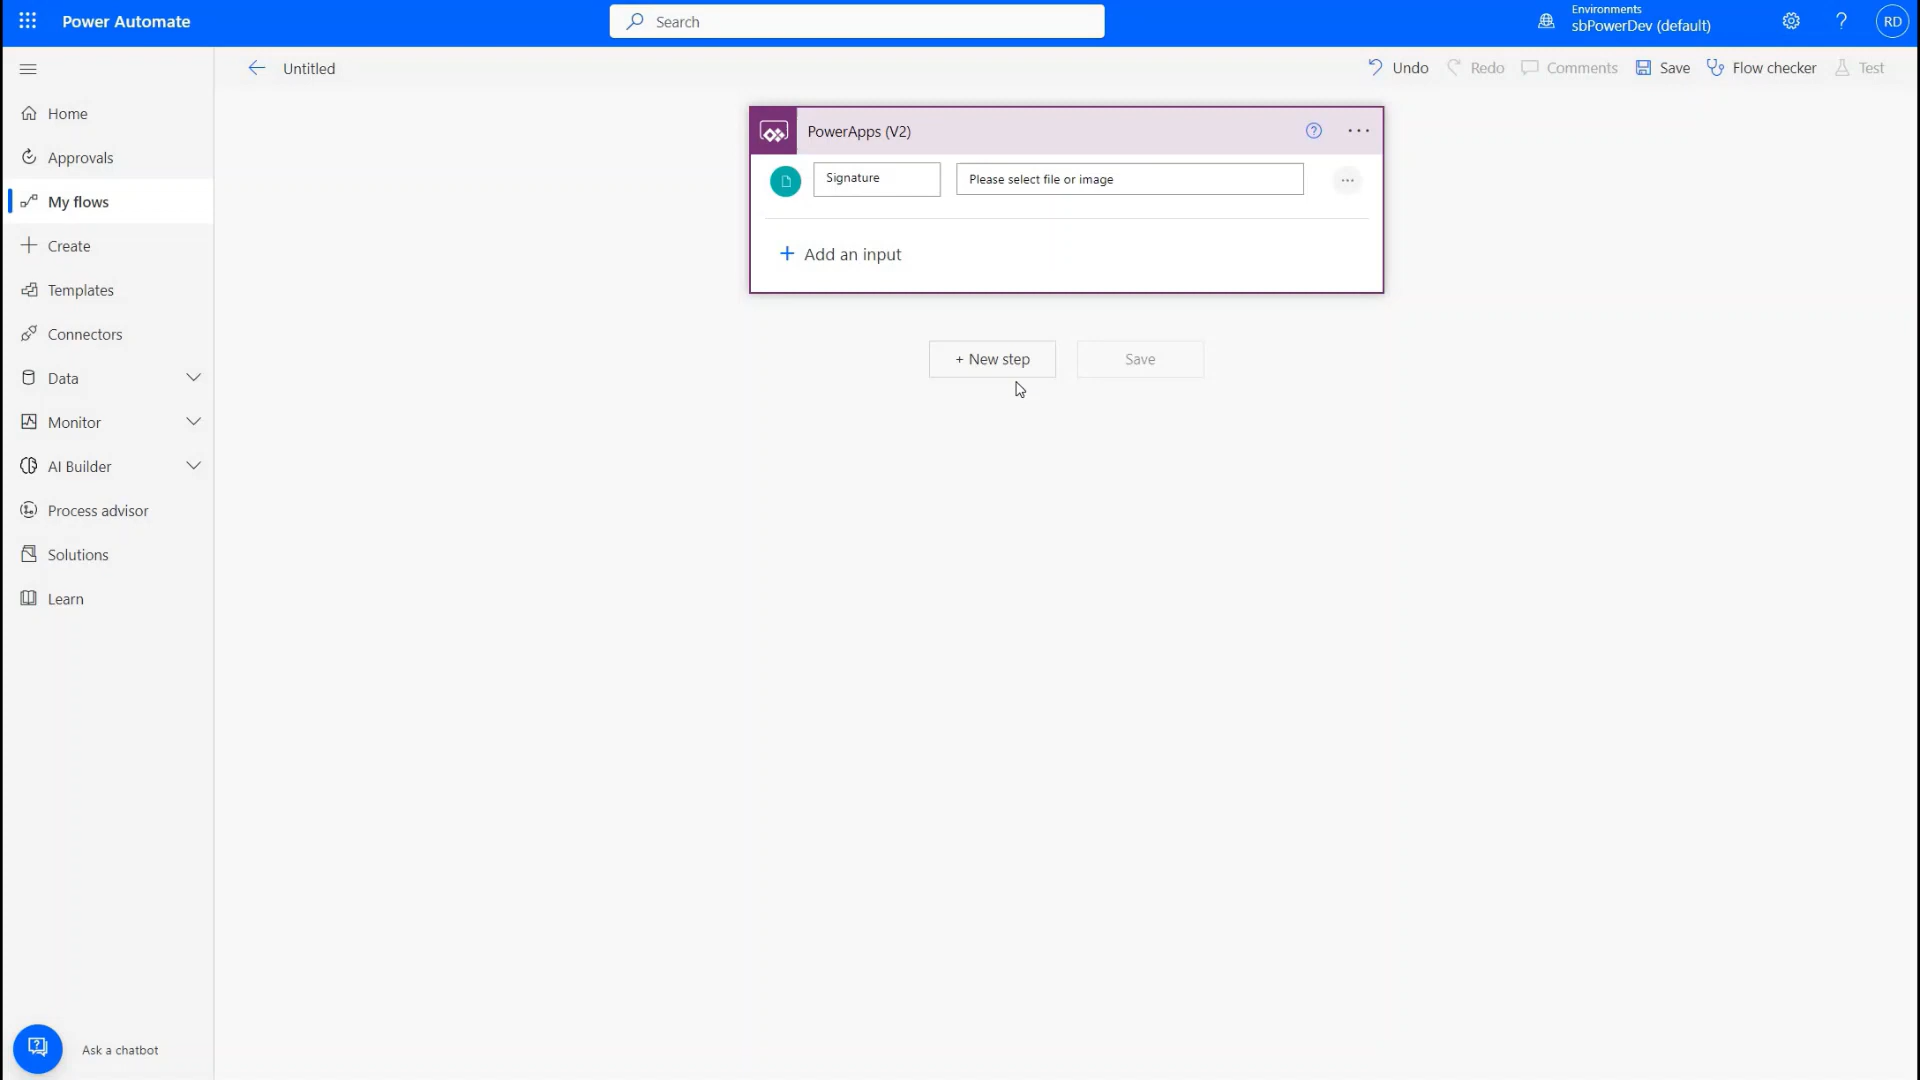 Power Automate
Search
Environments
sbPowerDev (default)
?
RD
Untitled
Undo
Redo
Comments
Save
Flow checker
Test
Home
Approvals
My flows
Create
Templates
Connectors
Data
Monitor
AI Builder
Process advisor
Solutions
Learn
PowerApps (V2)
?
...
Signature
Please select file or image
...
+ Add an input
+ New step
Save
Ask a chatbot